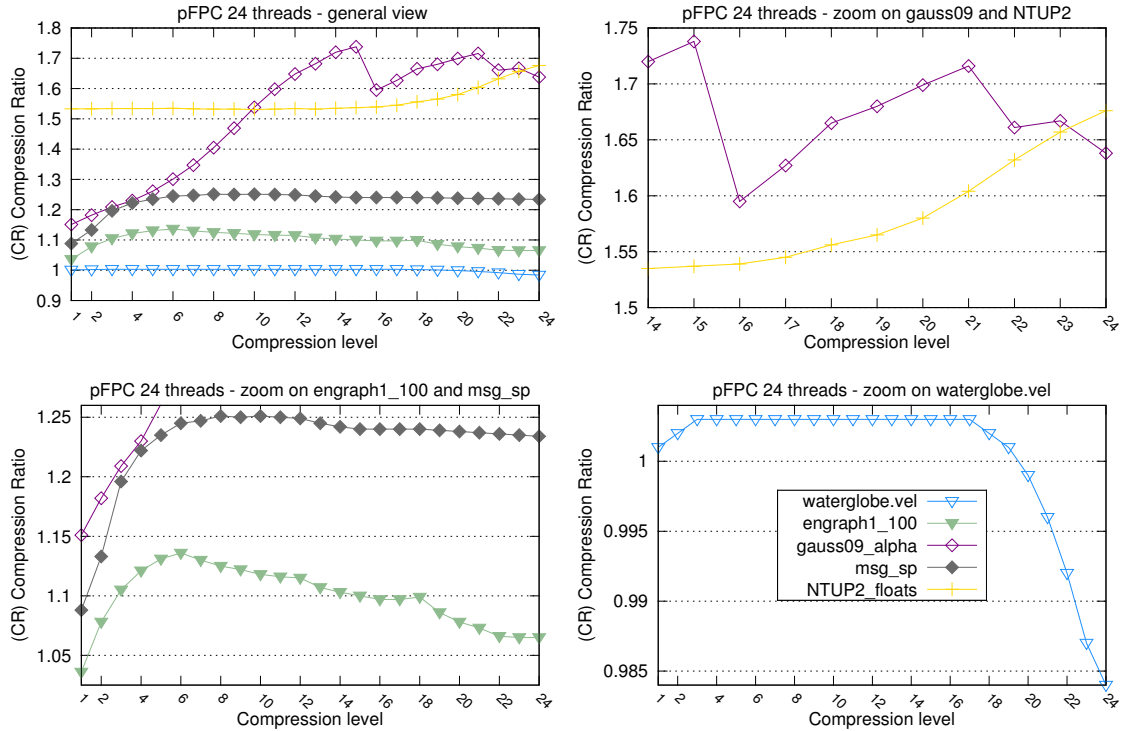 pFPC 24 threads - general view
1.8
1.7
1.6
1.5
1.4
1.3
1.2
1.1
1
0.9
(CR) Compression Ratio
1 2 4 6 8 10 12 14 16 18 20 22 24
Compression level
pFPC 24 threads - zoom on gauss09 and NTUP2
1.75
1.7
1.65
1.6
1.55
1.5
(CR) Compression Ratio
14 15 16 17 18 19 20 21 22 23 24
Compression level
pFPC 24 threads - zoom on engraph1_100 and msg_sp
1.25
1.2
1.15
1.1
1.05
(CR) Compression Ratio
1 2 4 6 8 10 12 14 16 18 20 22 24
Compression level
pFPC 24 threads - zoom on waterglobe.vel
1
0.995
0.99
0.985
(CR) Compression Ratio
waterglobe.vel
engraph1_100
gauss09_alpha
msg_sp
NTUP2_floats
1 2 4 6 8 10 12 14 16 18 20 22 24
Compression level